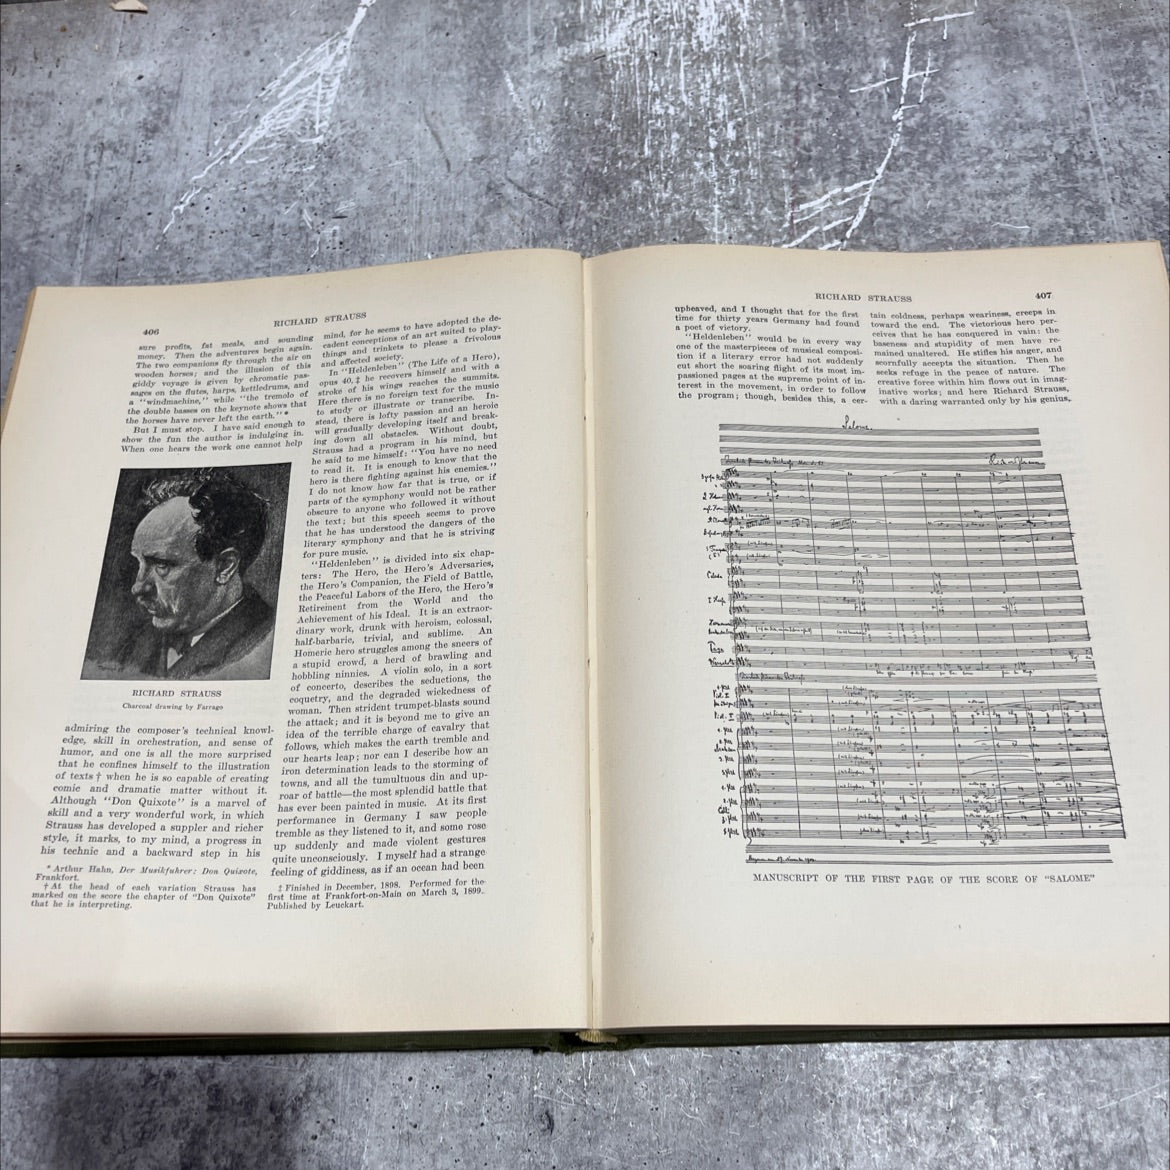 406
RICHARD STRAUSS
sure profits, fat meals, and sounding
money. Then the adventures begin again.
The two companions fly through the air on
wooden horses; and the illusion of this
giddy voyage is given by chromatic pas-
sages on the flutes, harps, kettledrums, and
a "windmachine," while "the tremolo of
the double basses on the keynote shows that
the horses have never left the earth." *
But I must stop. I have said enough to
show the fun the author is indulging in.
When one hears the work one cannot help
RICHARD STRAUSS
Charcoal drawing by Farrago
admiring the composer's technical knowl-
edge, skill in orchestration, and sense of
humor, and one is all the more surprised
that he confines himself to the illustration
of texts † when he is so capable of creating
comic and dramatic matter without it.
Although "Don Quixote" is a marvel of
skill and a very wonderful work, in which
Strauss has developed a suppler and richer
style, it marks, to my mind, a progress in
his technic and a backward step in his
* Arthur Hahn, Der Musikfuhrer: Don Quixote,
Frankfort.
† At the head of each variation Strauss has
marked on the score the chapter of "Don Quixote"
that he is interpreting.
mind, for he seems to have adopted the de-
cadent conceptions of an art suited to play-
things and trinkets to please a frivolous
and affected society.
In "Heldenleben" (The Life of a Hero),
opus 40, ‡ he recovers himself and with a
stroke of his wings reaches the summits.
Here there is no foreign text for the music
to study or illustrate or transcribe. In-
stead, there is lofty passion and an heroic
will gradually developing itself and break-
ing down all obstacles. Without doubt,
Strauss had a program in his mind, but
he said to me himself: "You have no need
to read it. It is enough to know that the
hero is there fighting against his enemies."
I do not know how far that is true, or if
parts of the symphony would not be rather
obscure to anyone who followed it without
the text; but this speech seems to prove
that he has understood the dangers of the
literary symphony and that he is striving
for pure music.
"Heldenleben" is divided into six chap-
ters: The Hero, the Hero's Adversaries,
the Hero's Companion, the Field of Battle,
the Peaceful Labors of the Hero, the Hero's
Retirement from the World and the
Achievement of his Ideal. It is an extraor-
dinary work, drunk with heroism, colossal,
half-barbaric, trivial, and sublime. An
Homeric hero struggles among the sneers of
a stupid crowd, a herd of brawling and
hobbling ninnies. A violin solo, in a sort
of concerto, describes the seductions, the
coquetry, and the degraded wickedness of
woman. Then strident trumpet-blasts sound
the attack; and it is beyond me to give an
idea of the terrible charge of cavalry that
follows, which makes the earth tremble and
our hearts leap; nor can I describe how an
iron determination leads to the storming of
towns, and all the tumultuous din and up-
roar of battle—the most splendid battle that
has ever been painted in music. At its first
performance in Germany I saw people
tremble as they listened to it, and some rose
up suddenly and made violent gestures
quite unconsciously. I myself had a strange
feeling of giddiness, as if an ocean had been
‡ Finished in December, 1898. Performed for the
first time at Frankfort-on-Main on March 3, 1899.
Published by Leuckart.
RICHARD STRAUSS
407
upheaved, and I thought that for the first
time for thirty years Germany had found
a poet of victory.
"Heldenleben" would be in every way
one of the masterpieces of musical composi-
tion if a literary error had not suddenly
cut short the soaring flight of its most im-
passioned pages at the supreme point of in-
terest in the movement, in order to follow
the program; though, besides this, a cer-
tain coldness, perhaps weariness, creeps in
toward the end. The victorious hero per-
ceives that he has conquered in vain: the
baseness and stupidity of men have re-
mained unaltered. He stifles his anger, and
scornfully accepts the situation. Then he
seeks refuge in the peace of nature. The
creative force within him flows out in imag-
inative works; and here Richard Strauss,
with a daring warranted only by his genius,
Salome.
MANUSCRIPT OF THE FIRST PAGE OF THE SCORE OF "SALOME"